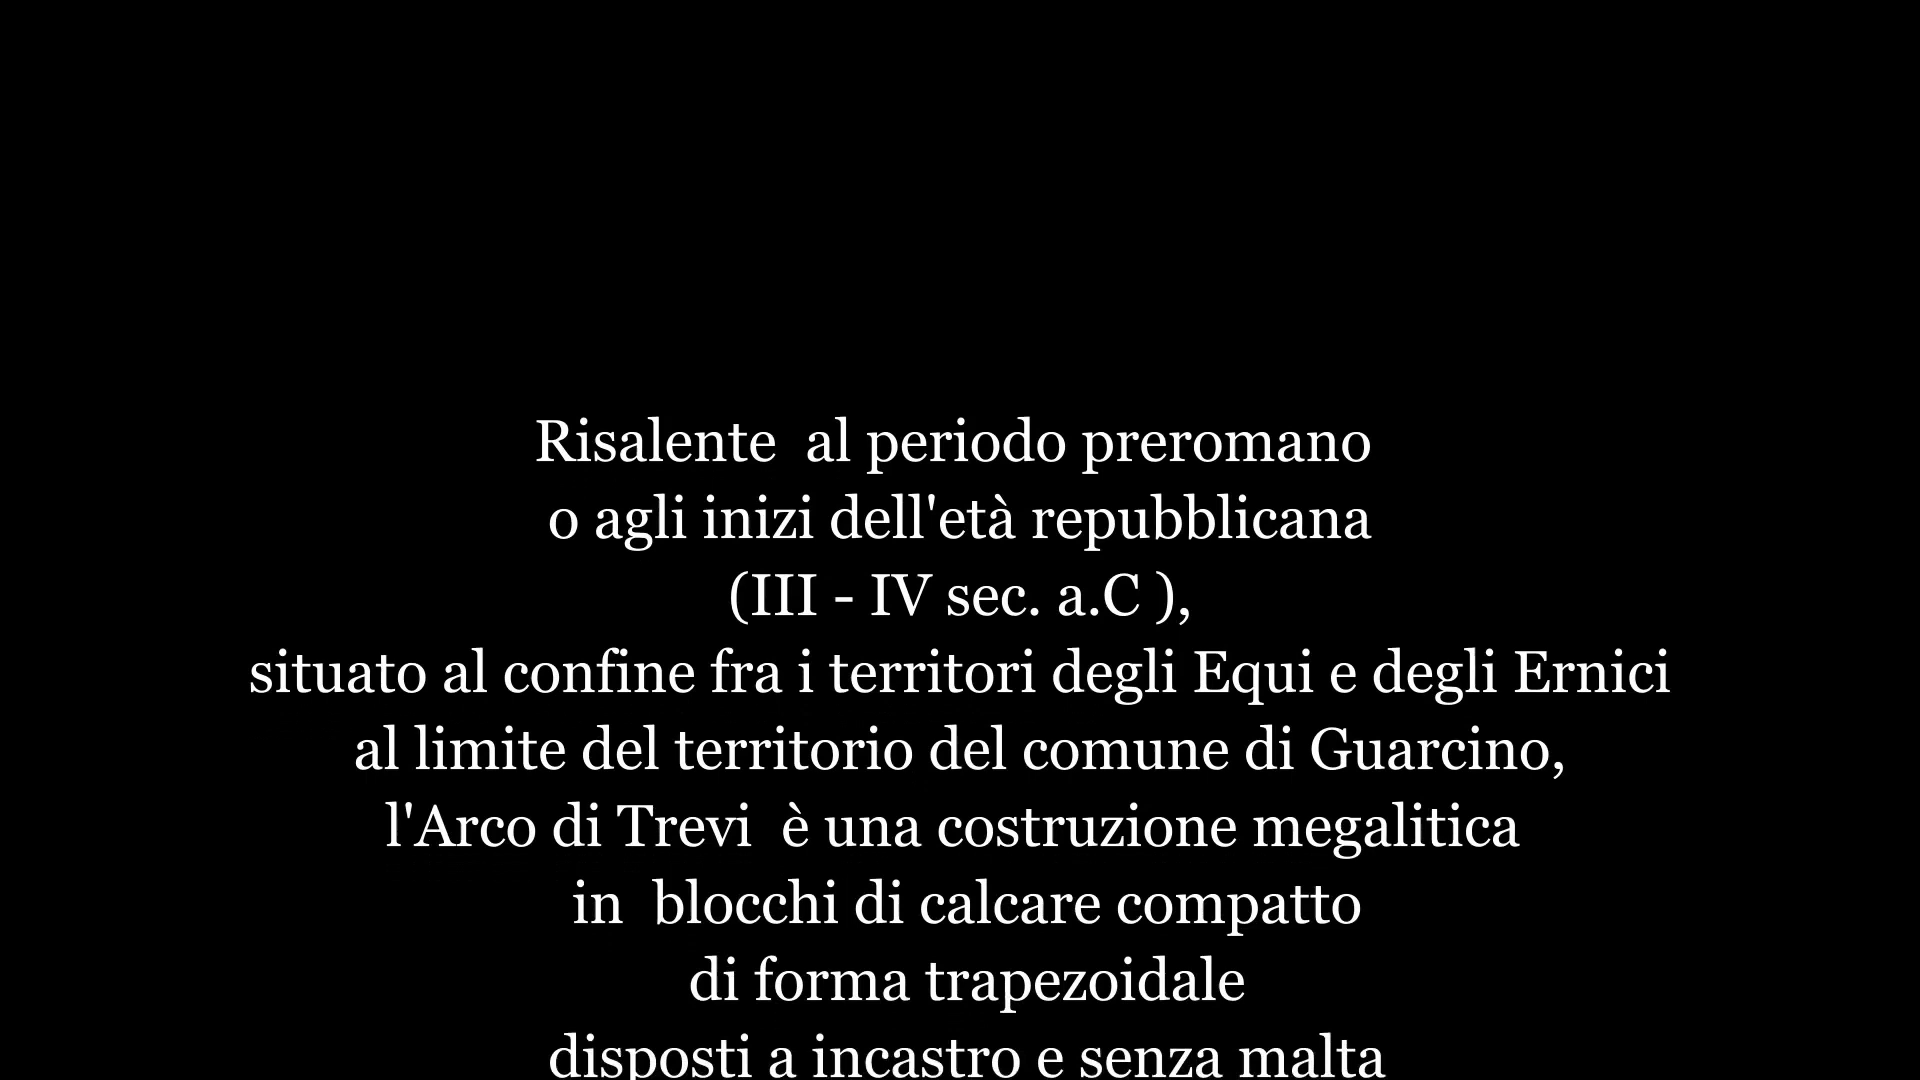 Risalente  al periodo preromano
o agli inizi dell'età repubblicana
(III - IV sec. a.C ),
situato al confine fra i territori degli Equi e degli Ernici
al limite del territorio del comune di Guarcino,
l'Arco di Trevi  è una costruzione megalitica
in  blocchi di calcare compatto
di forma trapezoidale
disposti a incastro e senza malta